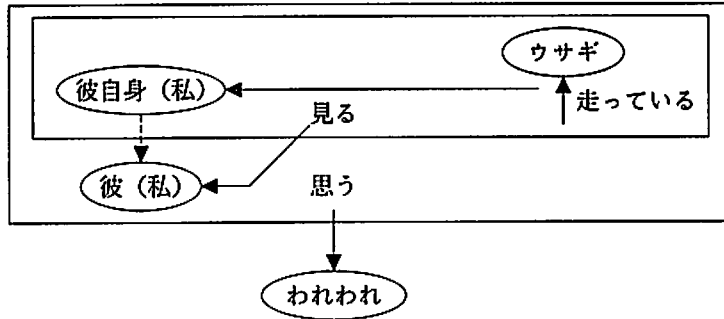 ウサギ
彼自身（私）
走っている
見る
彼（私）
思う
われわれ